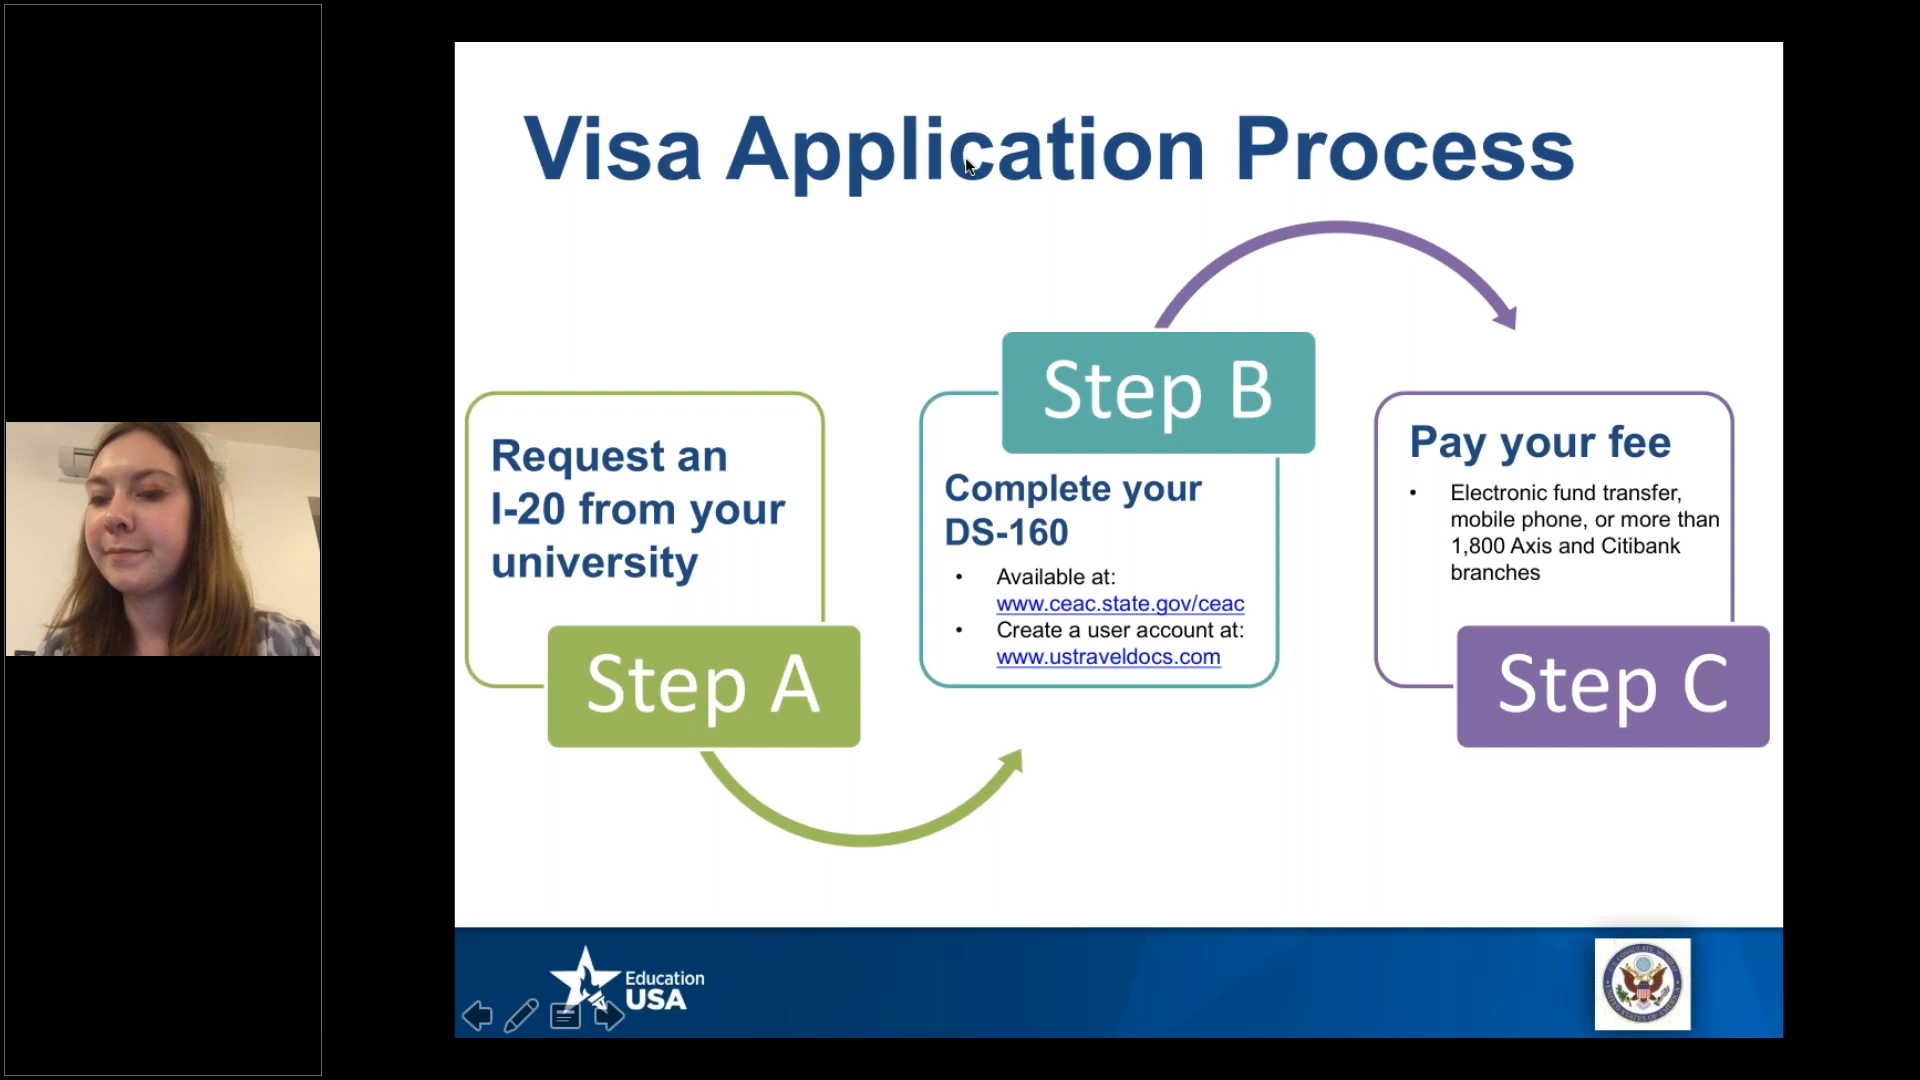 Visa Application Process
Request an
I-20 from your
university
Step A
Step B
Complete your
DS-160
• Available at:
www.ceac.state.gov/ceac
• Create a user account at:
www.ustraveldocs.com
Pay your fee
• Electronic fund transfer,
mobile phone, or more than
1,800 Axis and Citibank
branches
Step C
Education
USA